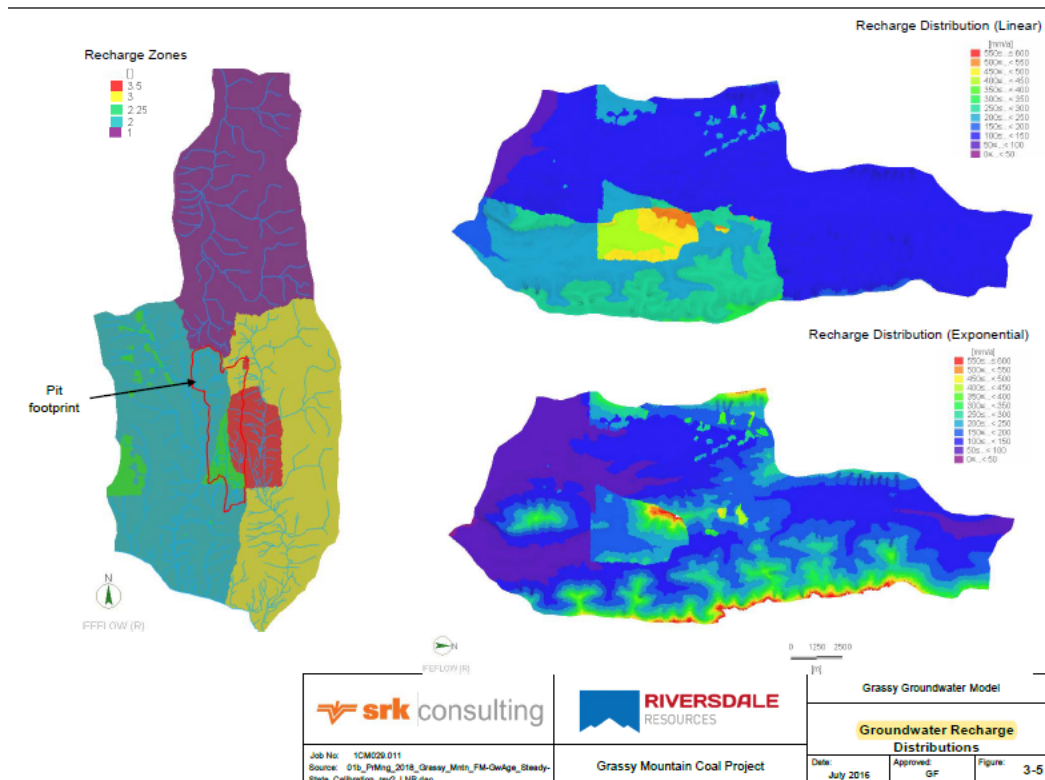 Recharge Zones
[]
3.5
3
2.25
2
1
Pit
footprint
N
FEFLOW (R)
Recharge Distribution (Linear)
[mm/a]
550≤...≤ 600
500≤...< 550
450≤...< 500
400≤...< 450
350≤...< 400
300≤...< 350
250≤...< 300
200≤...< 250
150≤...< 200
100≤...< 150
50≤...< 100
0≤...< 50
Recharge Distribution (Exponential)
[mm/a]
550≤...≤ 600
500≤...< 550
450≤...< 500
400≤...< 450
350≤...< 400
300≤...< 350
250≤...< 300
200≤...< 250
150≤...< 200
100≤...< 150
50≤...< 100
0≤...< 50
N
FEFLOW (R)
0 1250 2500
[m]
srk consulting
Job No: 1CM029.011
Source: 01b_PrMng_2018_Grassy_Mntn_FM-GwAge_Steady-
RIVERSDALE
RESOURCES
Grassy Mountain Coal Project
Grassy Groundwater Model
Groundwater Recharge
Distributions
Date:
July 2016
Approved:
GF
Figure:
3-5